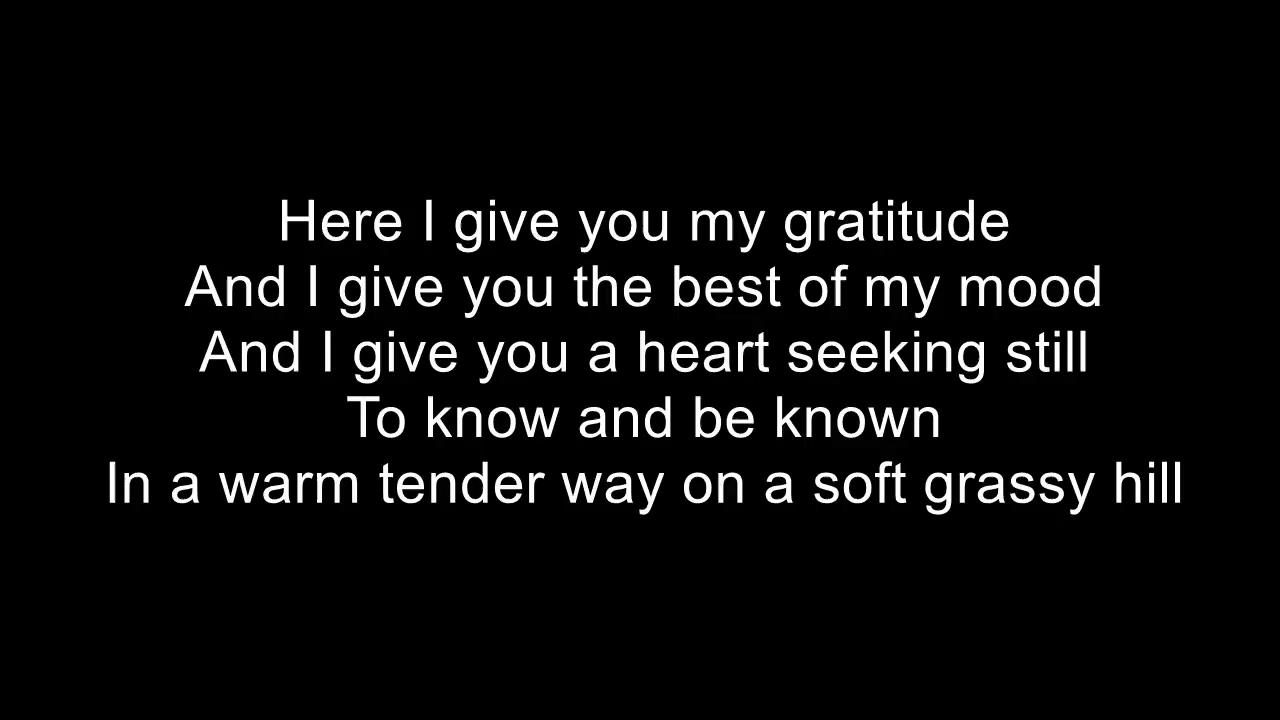 Here I give you my gratitude
And I give you the best of my mood
And I give you a heart seeking still
To know and be known
In a warm tender way on a soft grassy hill